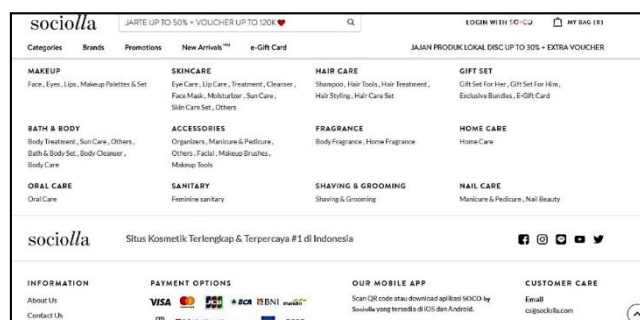 sociolla
JARTE UP TO 50% + VOUCHER UP TO 120K
LOGIN WITH SO-CO
MY BAG (0)
Categories
Brands
Promotions
New Arrivals
e-Gift Card
JAJAN PRODUK LOKAL DISC UP TO 30% + EXTRA VOUCHER
MAKEUP
Face , Eyes , Lips , Makeup Palettes & Set
SKINCARE
Eye Care , Lip Care , Treatment , Cleanser ,
Face Mask , Moisturizer , Sun Care ,
Skin Care Set , Others
HAIR CARE
Shampoo , Hair Tools , Hair Treatment ,
Hair Styling , Hair Care Set
GIFT SET
Gift Set For Her , Gift Set For Him ,
Exclusive Bundles , E-Gift Card
BATH & BODY
Body Treatment , Sun Care , Others ,
Bath & Body Set , Body Cleanser ,
Body Care
ACCESSORIES
Organizers , Manicure & Pedicure ,
Others , Facial , Makeup Brushes ,
Makeup Tools
FRAGRANCE
Body Fragrance , Home Fragrance
HOME CARE
Home Care
ORAL CARE
Oral Care
SANITARY
Feminine sanitary
SHAVING & GROOMING
Shaving & Grooming
NAIL CARE
Manicure & Pedicure , Nail Beauty
sociolla
Situs Kosmetik Terlengkap & Terpercaya #1 di Indonesia
INFORMATION
About Us
Contact Us
PAYMENT OPTIONS
VISA
JCB
BCA
BNI
mandiri
OUR MOBILE APP
Scan QR code atau download aplikasi SOCO by
Sociolla yang tersedia di iOS dan Android.
CUSTOMER CARE
Email
cs@sociolla.com